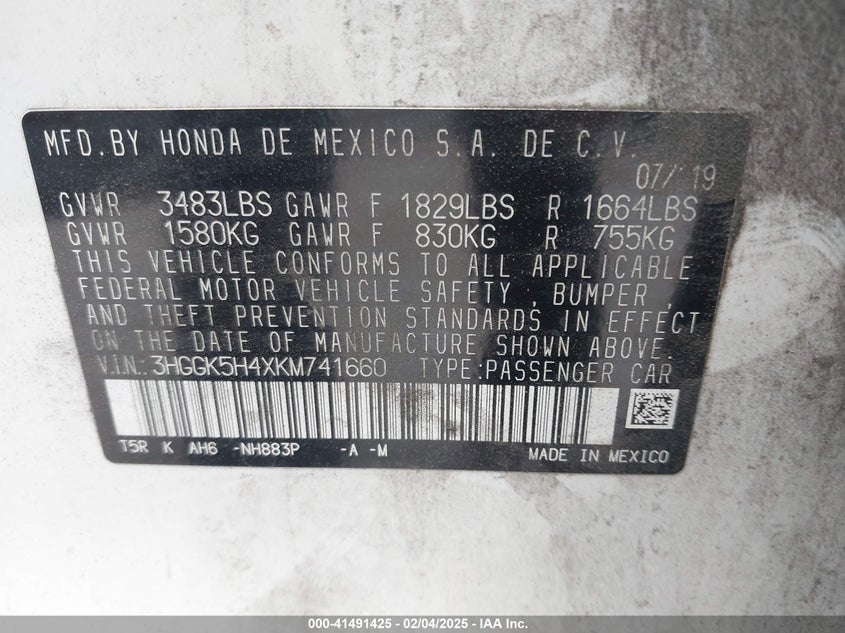 MFD.BY HONDA DE MEXICO S.A. DE C.V.
07/19
GVWR 3483LBS GAWR F 1829LBS R 1664LBS
GVWR 1580KG GAWR F 830KG R 755KG
THIS VEHICLE CONFORMS TO ALL APPLICABLE
FEDERAL MOTOR VEHICLE SAFETY , BUMPER ,
AND THEFT PREVENTION STANDARDS IN EFFECT
ON THE DATE OF MANUFACTURE SHOWN ABOVE.
V.I.N.:3HGGK5H4XKM741660 TYPE:PASSENGER CAR
T5R K AH6 -NH883P -A -M MADE IN MEXICO
000-41491425 - 02/04/2025 - IAA Inc.